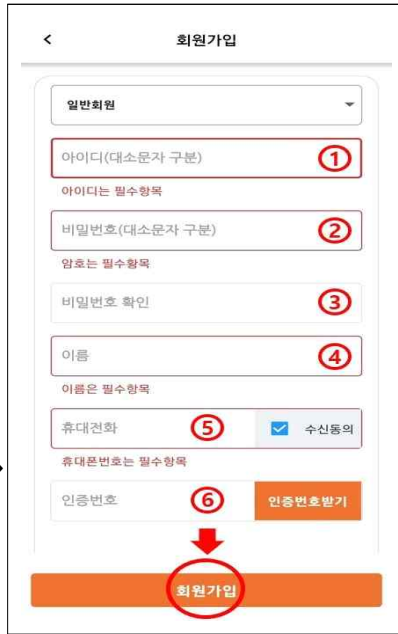 < 회원가입
일반회원
아이디(대소문자 구분) ①
아이디는 필수항목
비밀번호(대소문자 구분) ②
암호는 필수황목
비밀번호 확인 ③
이름 ④
이름은 필수항목
휴대전화 ⑤ 수신동의
휴대폰번호는 필수항목
인증번호 ⑥ 인증번호받기
회원가입